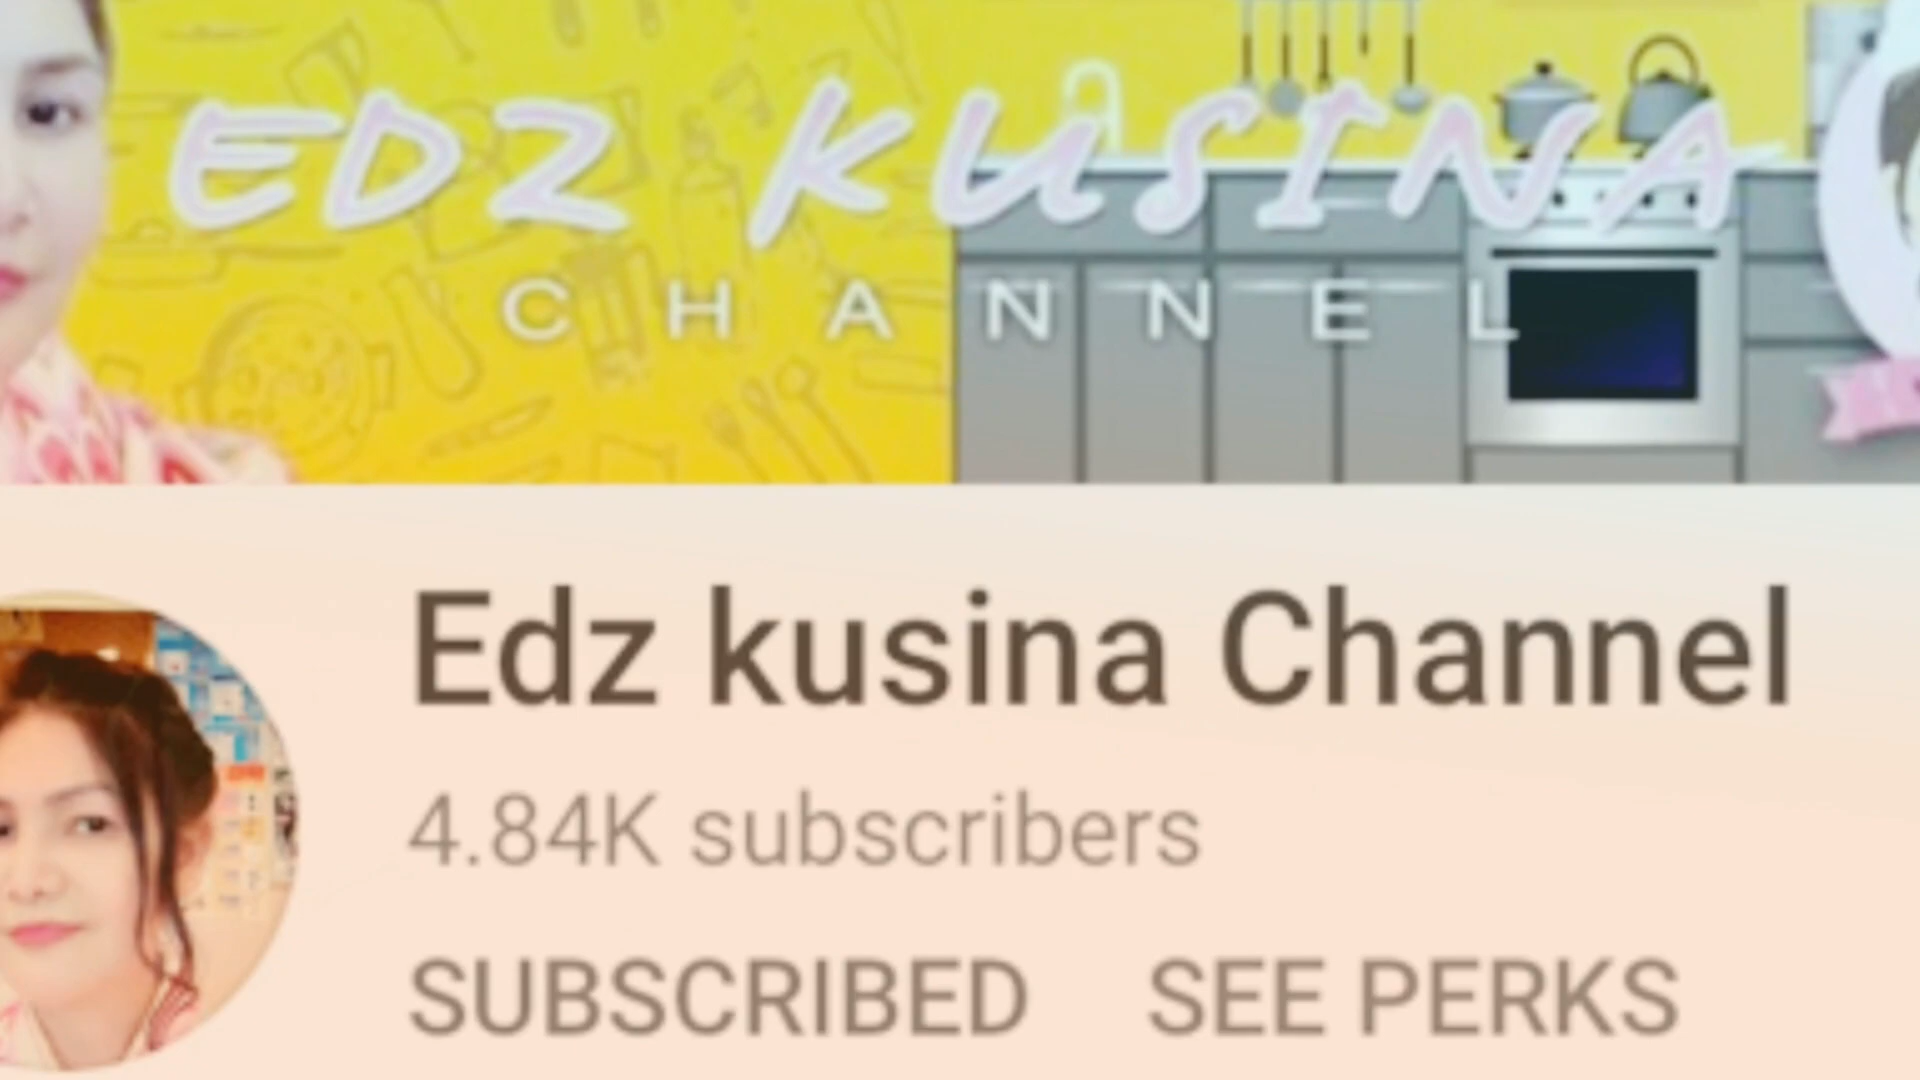 EDZ KUSINA
CHANNEL
Edz kusina Channel
4.84K subscribers
SUBSCRIBED SEE PERKS